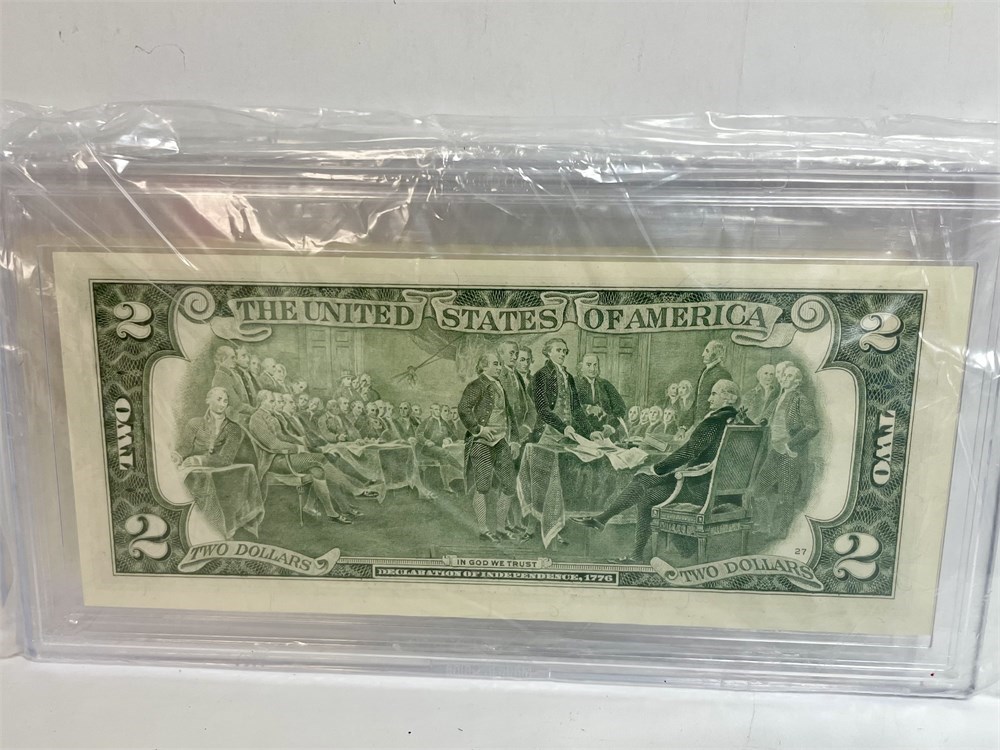 2 THE UNITED STATES OF AMERICA 2
TWO TWO
2 TWO DOLLARS IN GOD WE TRUST TWO DOLLARS 2
27
DECLARATION OF INDEPENDENCE, 1776